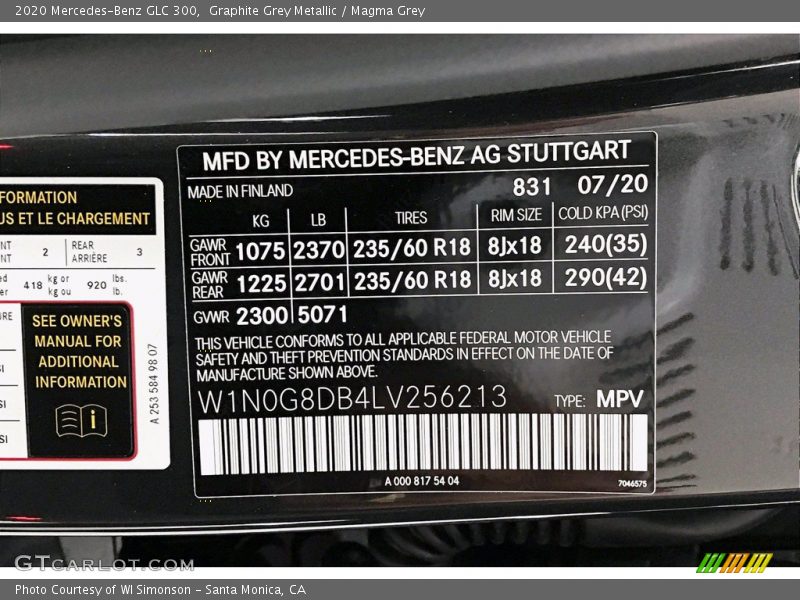 2020 Mercedes-Benz GLC 300,  Graphite Grey Metallic / Magma Grey
MFD BY MERCEDES-BENZ AG STUTTGART
MADE IN FINLAND 831 07/20
KG LB TIRES RIM SIZE COLD KPA(PSI)
GAWR FRONT 1075 2370 235/60 R18 8Jx18 240(35)
GAWR REAR 1225 2701 235/60 R18 8Jx18 290(42)
GWWR 2300 5071
THIS VEHICLE CONFORMS TO ALL APPLICABLE FEDERAL MOTOR VEHICLE
SAFETY AND THEFT PREVENTION STANDARDS IN EFFECT ON THE DATE OF
MANUFACTURE SHOWN ABOVE.
W1N0G8DB4LV256213 TYPE: MPV
A 000 817 54 04 7046575
FORMATION
US ET LE CHARGEMENT
NT 2 REAR 3
NT ARRIÈRE
418 kg or 920 lbs.
kg ou lb.
SEE OWNER'S
MANUAL FOR
ADDITIONAL
INFORMATION
i
A 253 584 98 07
GTCARLOT.COM
Photo Courtesy of WI Simonson - Santa Monica, CA